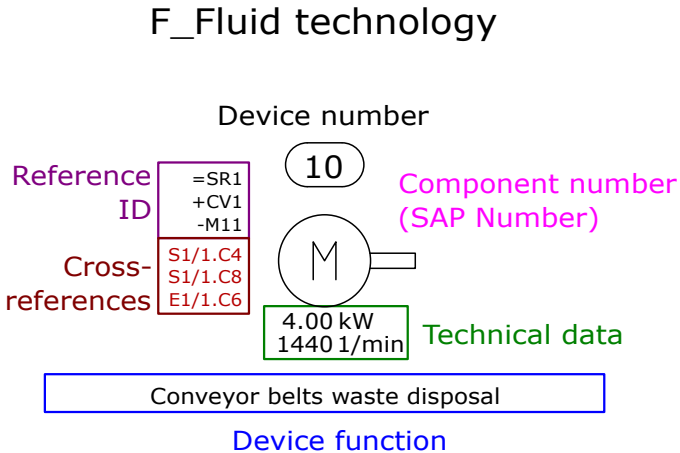 F_Fluid technology
Device number
10
Reference
ID
=SR1
+CV1
-M11
Component number
(SAP Number)
M
Cross-
references
S1/1.C4
S1/1.C8
E1/1.C6
4.00 kW
1440 1/min
Technical data
Conveyor belts waste disposal
Device function